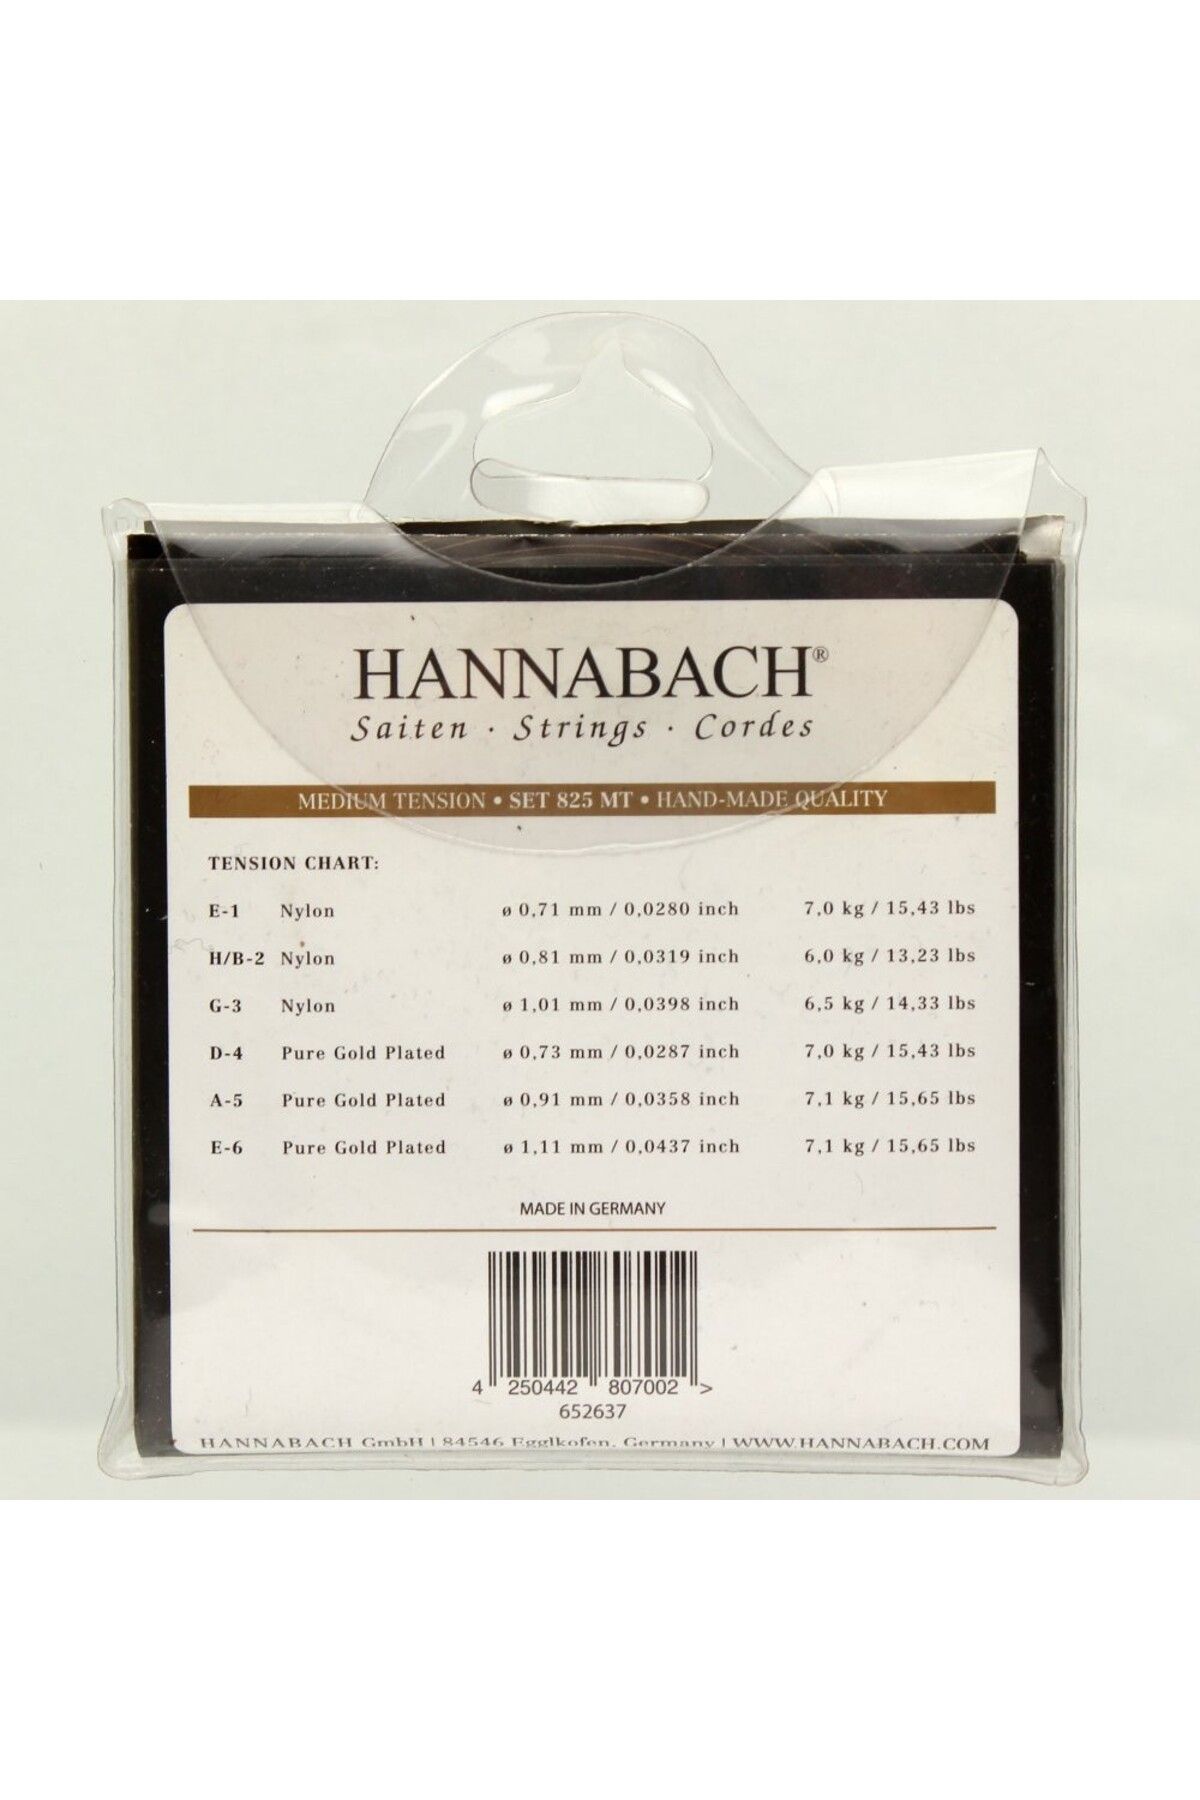 HANNABACH®
Saiten · Strings · Cordes
MEDIUM TENSION • SET 825 MT • HAND-MADE QUALITY
TENSION CHART:
E-1 Nylon ø 0,71 mm / 0,0280 inch 7,0 kg / 15,43 lbs
H/B-2 Nylon ø 0,81 mm / 0,0319 inch 6,0 kg / 13,23 lbs
G-3 Nylon ø 1,01 mm / 0,0398 inch 6,5 kg / 14,33 lbs
D-4 Pure Gold Plated ø 0,73 mm / 0,0287 inch 7,0 kg / 15,43 lbs
A-5 Pure Gold Plated ø 0,91 mm / 0,0358 inch 7,1 kg / 15,65 lbs
E-6 Pure Gold Plated ø 1,11 mm / 0,0437 inch 7,1 kg / 15,65 lbs
MADE IN GERMANY
4 250442 807002 >
652637
HANNABACH GmbH | 84546 Egglkofen, Germany | WWW.HANNABACH.COM